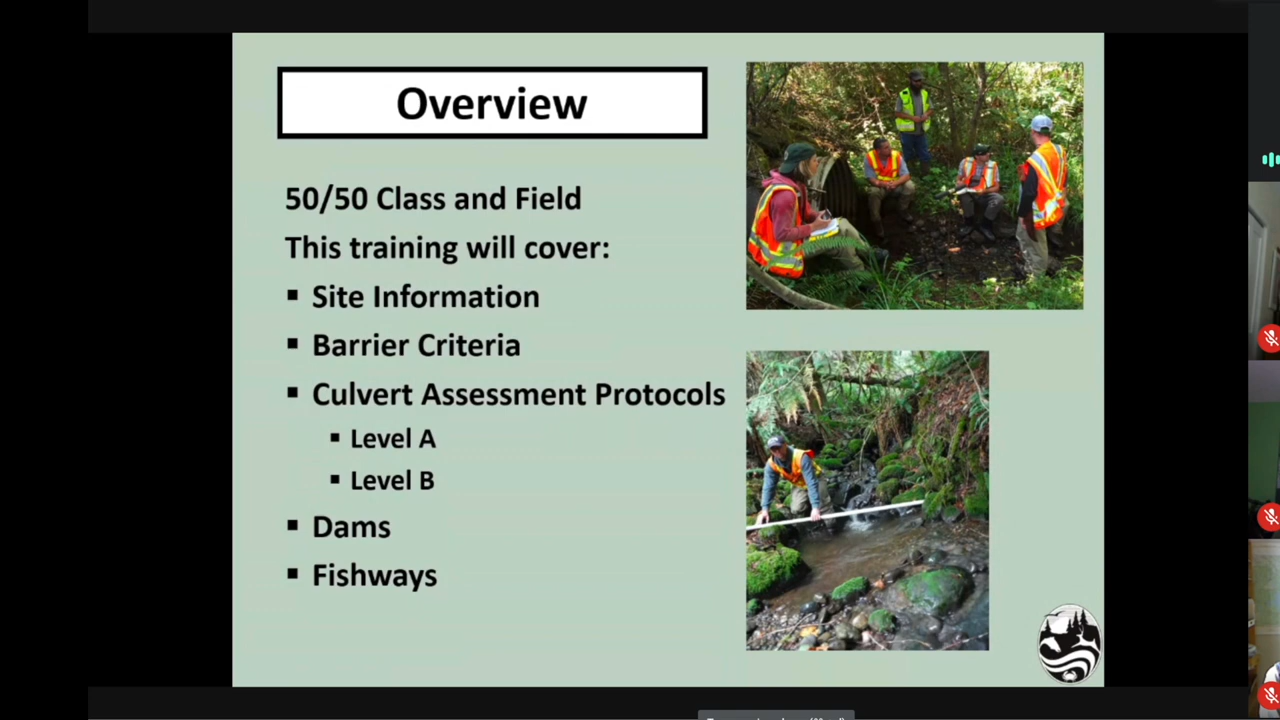 Overview
50/50 Class and Field
This training will cover:
Site Information
Barrier Criteria
Culvert Assessment Protocols
Level A
Level B
Dams
Fishways